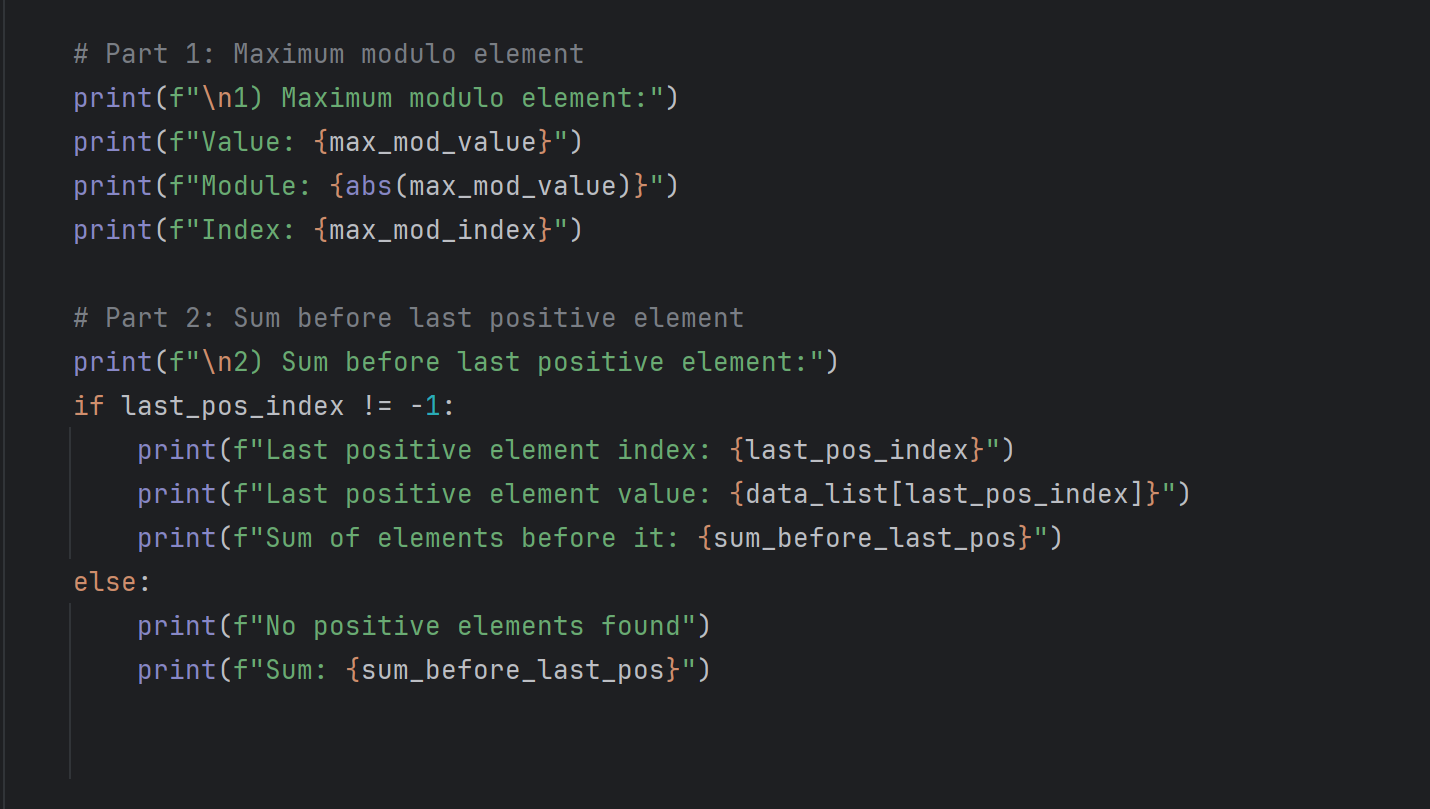 # Part 1: Maximum modulo element
print(f"\n1) Maximum modulo element:")
print(f"Value: {max_mod_value}")
print(f"Module: {abs(max_mod_value)}")
print(f"Index: {max_mod_index}")

# Part 2: Sum before last positive element
print(f"\n2) Sum before last positive element:")
if last_pos_index != -1:
    print(f"Last positive element index: {last_pos_index}")
    print(f"Last positive element value: {data_list[last_pos_index]}")
    print(f"Sum of elements before it: {sum_before_last_pos}")
else:
    print(f"No positive elements found")
    print(f"Sum: {sum_before_last_pos}")